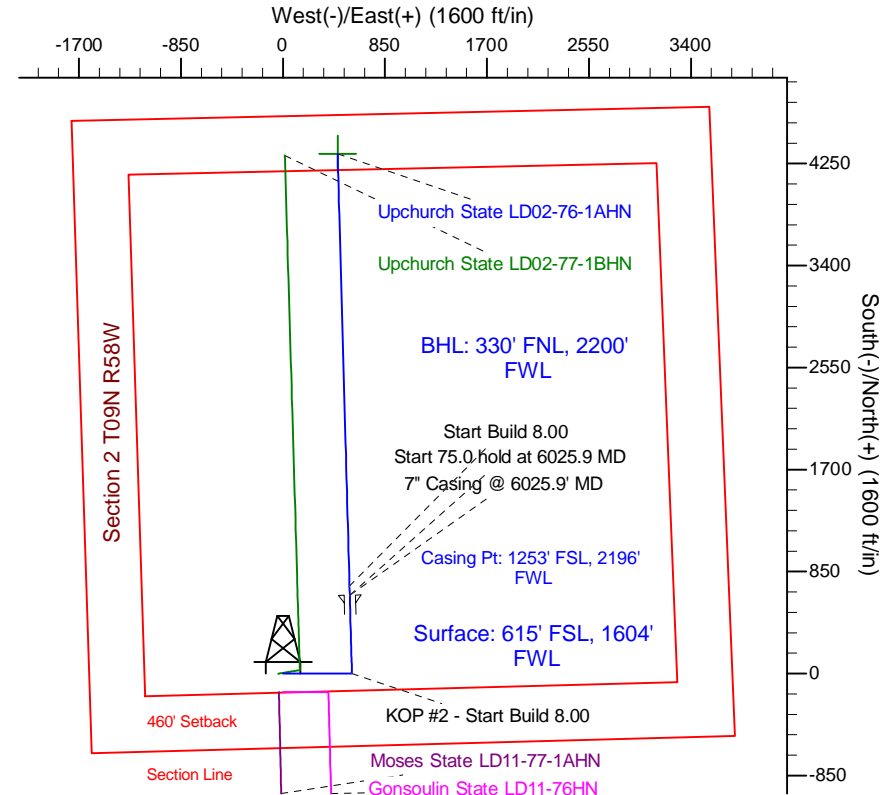 West(-)/East(+) (1600 ft/in)
-1700 -850 0 850 1700 2550 3400
4250
Upchurch State LD02-76-1AHN
Upchurch State LD02-77-1BHN
3400
BHL: 330' FNL, 2200'
FWL
2550
Section 2 T09N R58W
South(-)/North(+) (1600 ft/in)
Start Build 8.00
Start 75.0 hold at 6025.9 MD
1700
7" Casing @ 6025.9' MD
Casing Pt: 1253' FSL, 2196'
FWL
850
Surface: 615' FSL, 1604'
FWL
0
KOP #2 - Start Build 8.00
460' Setback
Moses State LD11-77-1AHN
Section Line
-850
Gonsoulin State LD11-76HN